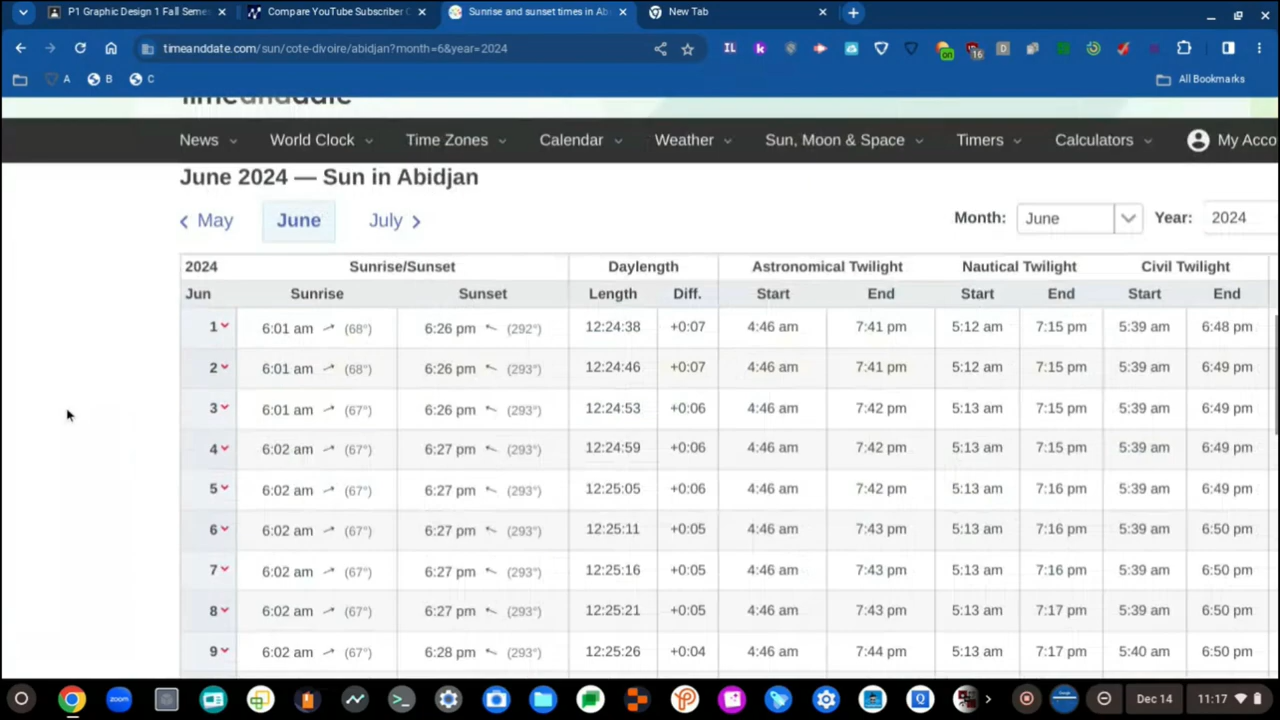 P1 Graphic Design 1 Fall Seme
Compare YouTube Subscriber C
Sunrise and sunset times in Ab
New Tab
timeanddate.com/sun/cote-divoire/abidjan?month=6&year=2024
IL k on 16 D
A B C All Bookmarks
timeanddate
News World Clock Time Zones Calendar Weather Sun, Moon & Space Timers Calculators My Acco
June 2024 — Sun in Abidjan
May June July Month: June Year: 2024
2024 Sunrise/Sunset Daylength Astronomical Twilight Nautical Twilight Civil Twilight
Jun Sunrise Sunset Length Diff. Start End Start End Start End
1 6:01 am (68°) 6:26 pm (292°) 12:24:38 +0:07 4:46 am 7:41 pm 5:12 am 7:15 pm 5:39 am 6:48 pm
2 6:01 am (68°) 6:26 pm (293°) 12:24:46 +0:07 4:46 am 7:41 pm 5:12 am 7:15 pm 5:39 am 6:49 pm
3 6:01 am (67°) 6:26 pm (293°) 12:24:53 +0:06 4:46 am 7:42 pm 5:13 am 7:15 pm 5:39 am 6:49 pm
4 6:02 am (67°) 6:27 pm (293°) 12:24:59 +0:06 4:46 am 7:42 pm 5:13 am 7:15 pm 5:39 am 6:49 pm
5 6:02 am (67°) 6:27 pm (293°) 12:25:05 +0:06 4:46 am 7:42 pm 5:13 am 7:16 pm 5:39 am 6:49 pm
6 6:02 am (67°) 6:27 pm (293°) 12:25:11 +0:05 4:46 am 7:43 pm 5:13 am 7:16 pm 5:39 am 6:50 pm
7 6:02 am (67°) 6:27 pm (293°) 12:25:16 +0:05 4:46 am 7:43 pm 5:13 am 7:16 pm 5:39 am 6:50 pm
8 6:02 am (67°) 6:27 pm (293°) 12:25:21 +0:05 4:46 am 7:43 pm 5:13 am 7:17 pm 5:39 am 6:50 pm
9 6:02 am (67°) 6:28 pm (293°) 12:25:26 +0:04 4:46 am 7:44 pm 5:13 am 7:17 pm 5:40 am 6:50 pm
zoom Q Dec 14 11:17